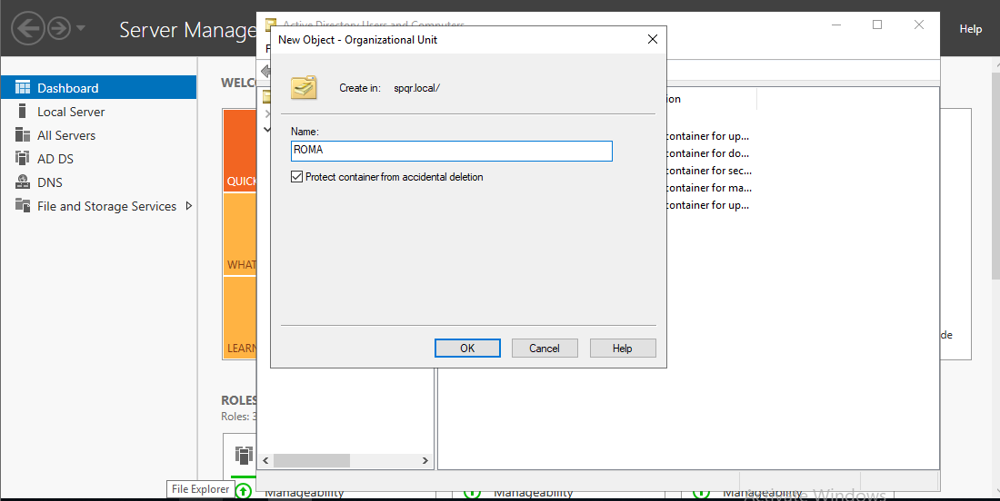 Server Manage
Active Directory Users and Computers
Help
New Object - Organizational Unit
Create in: spqr.local/
Name:
ROMA
Protect container from accidental deletion
OK
Cancel
Help
Dashboard
Local Server
All Servers
AD DS
DNS
File and Storage Services
WELC
QUICK
WHAT
LEARN
ion
container for up...
container for do...
container for sec...
container for ma...
container for up...
de
ROLES
Roles: 3
File Explorer
Manageability
Manageability
Manageability
Activate Windows